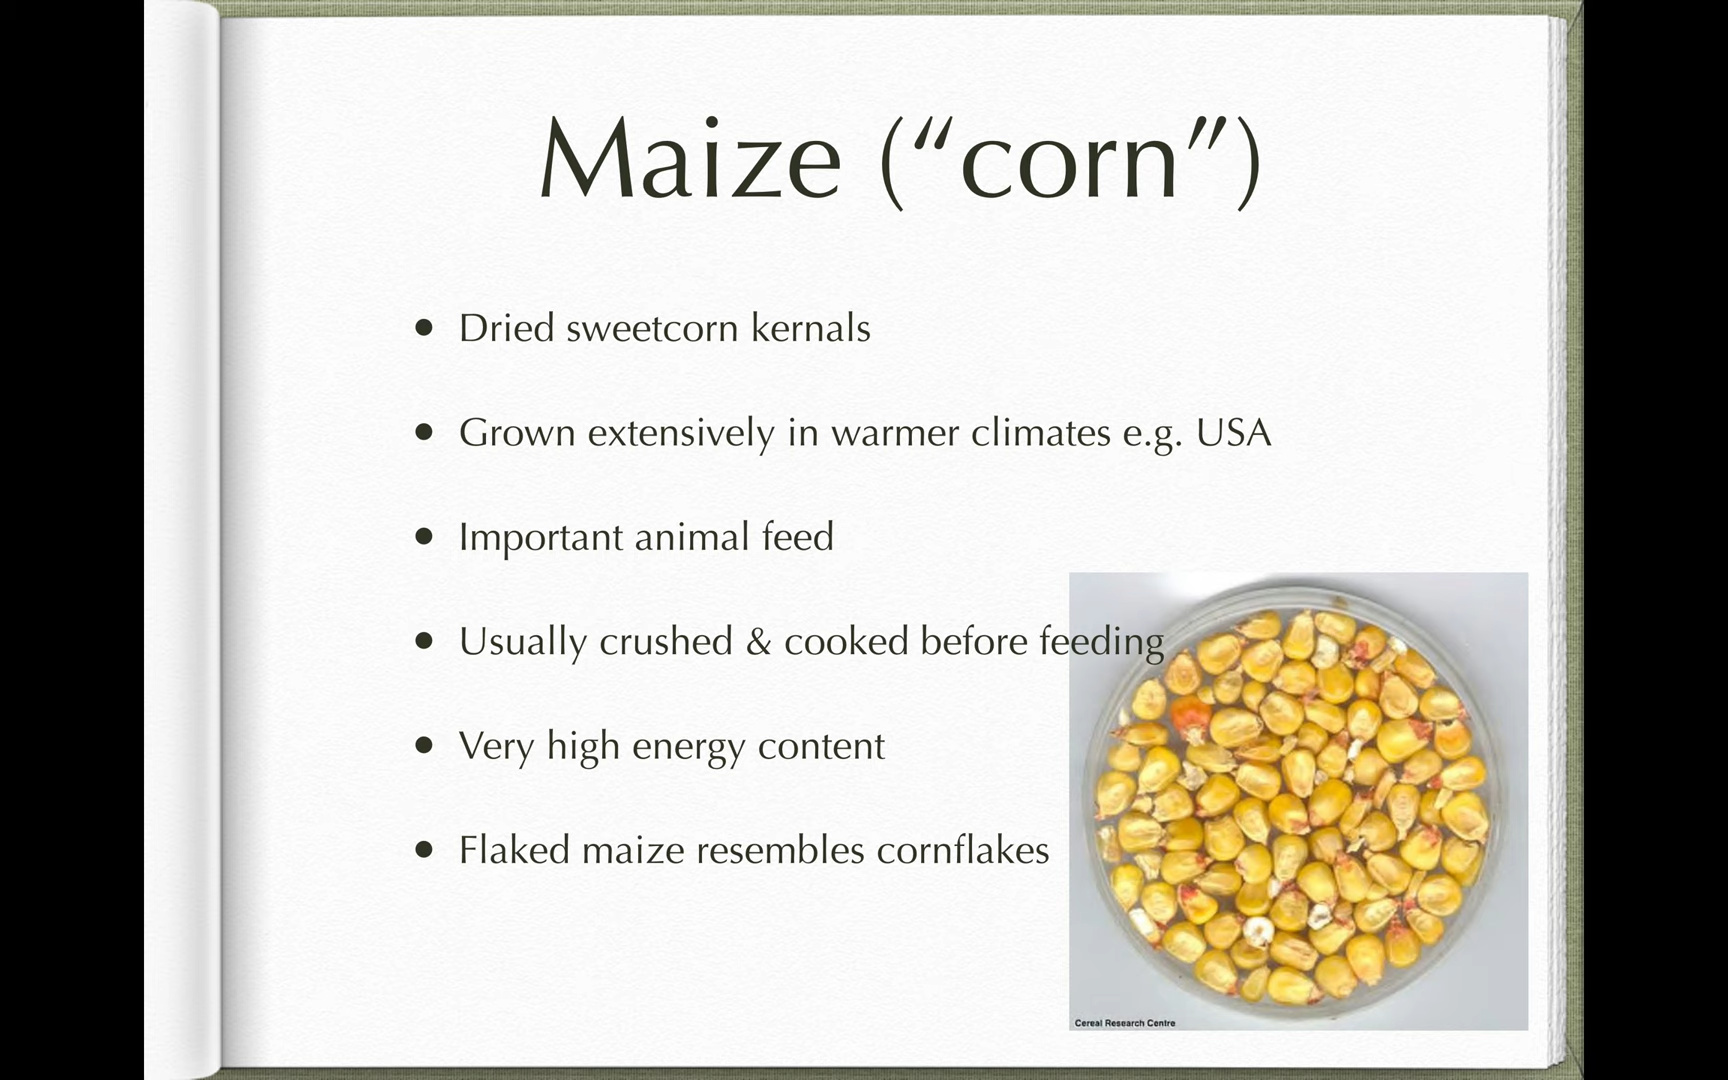 Maize (“corn”)
• Dried sweetcorn kernals
• Grown extensively in warmer climates e.g. USA
• Important animal feed
• Usually crushed & cooked before feeding
• Very high energy content
• Flaked maize resembles cornflakes
Cereal Research Centre